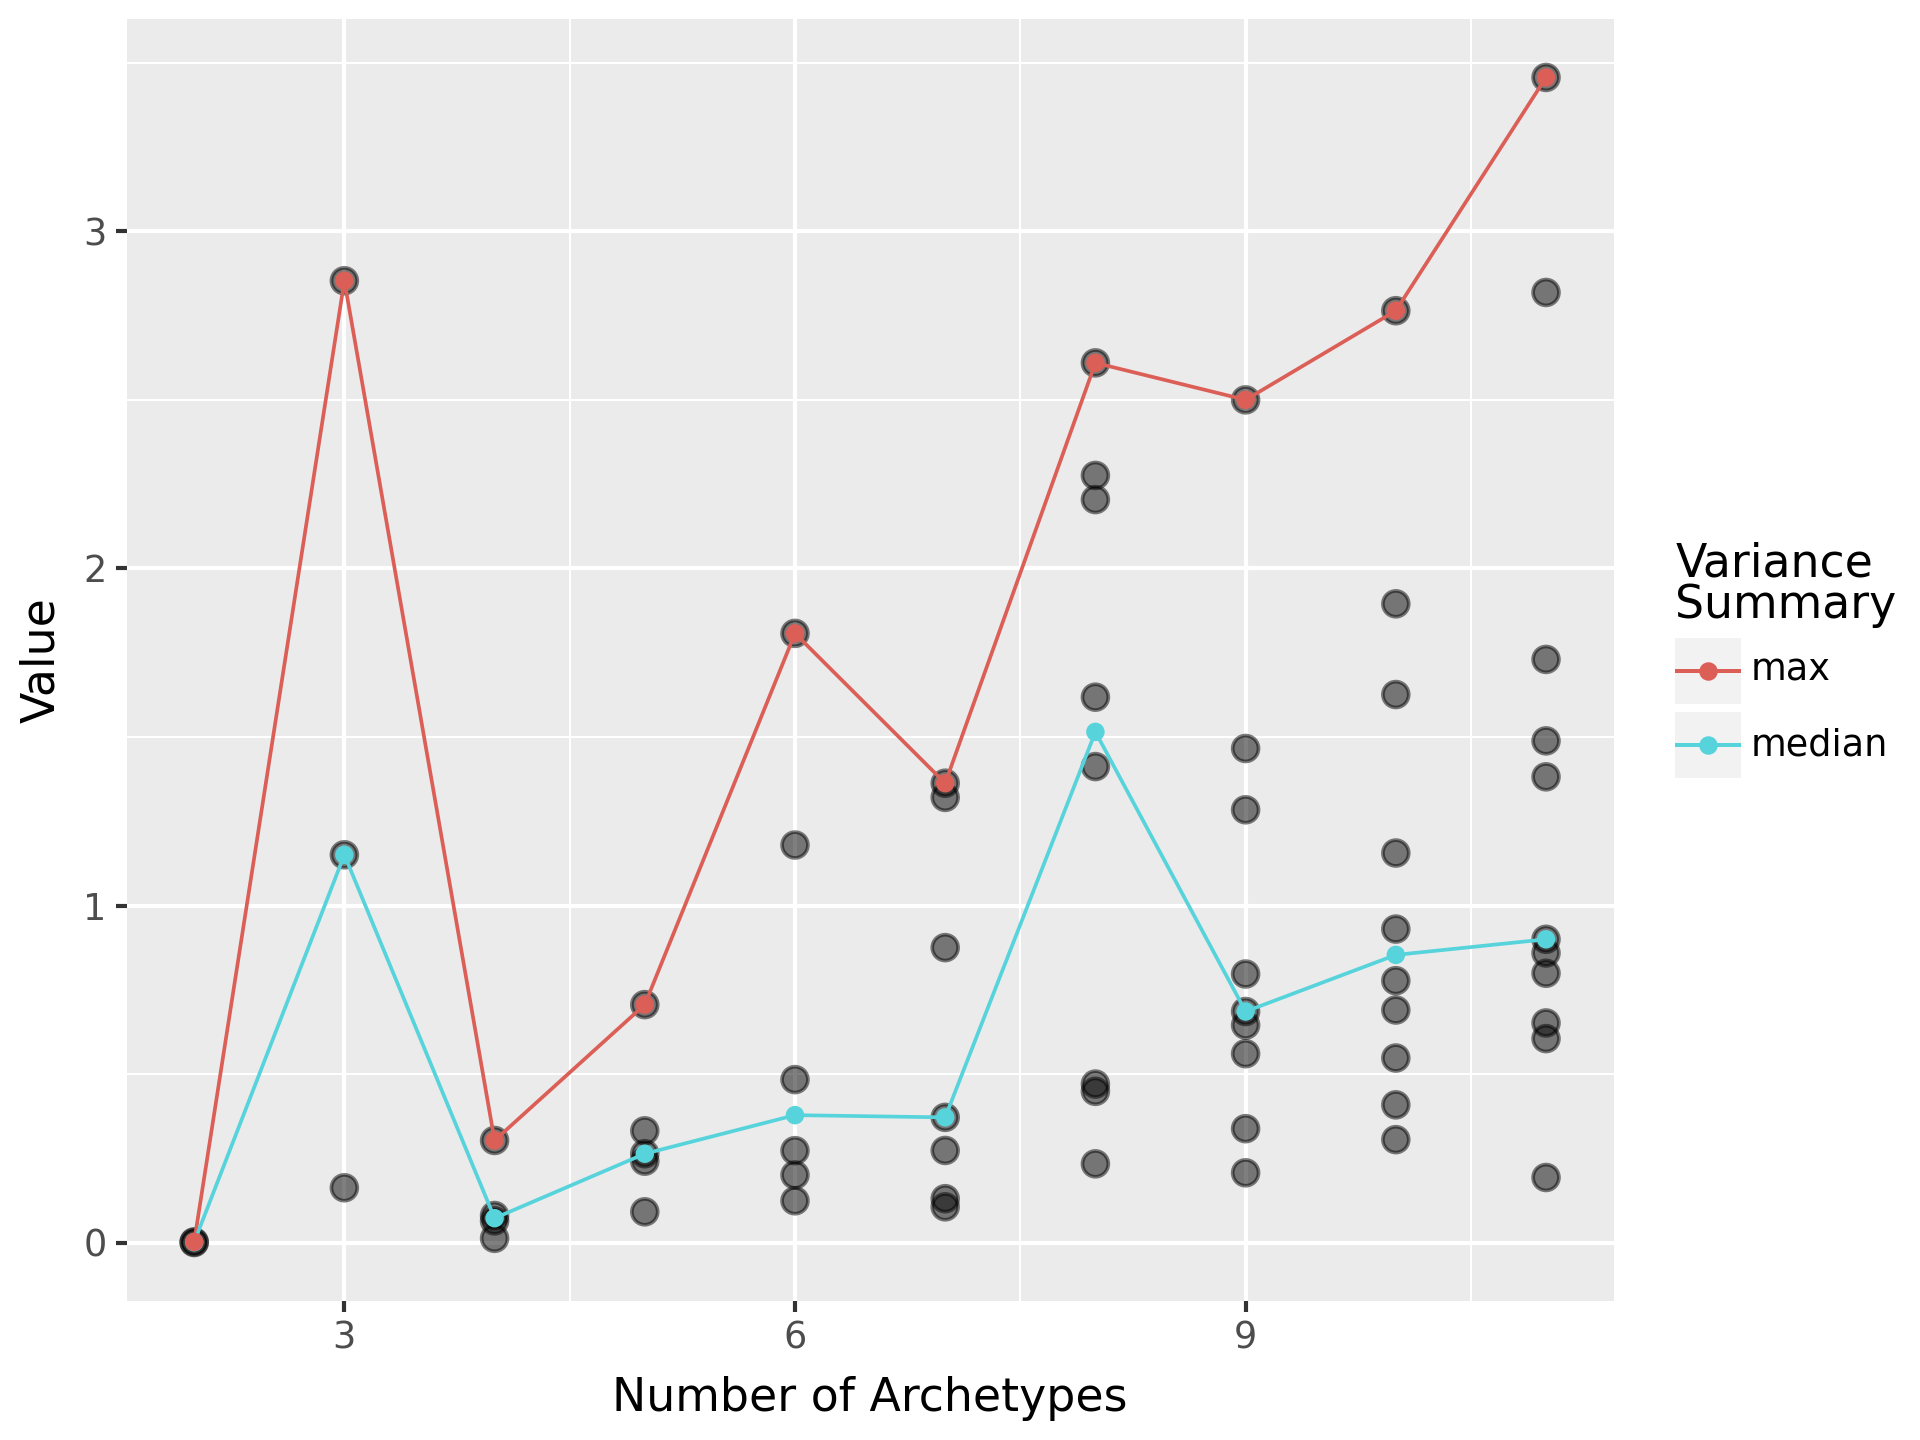 3
2
1
0
3
6
9
Value
Number of Archetypes
Variance
Summary
max
median